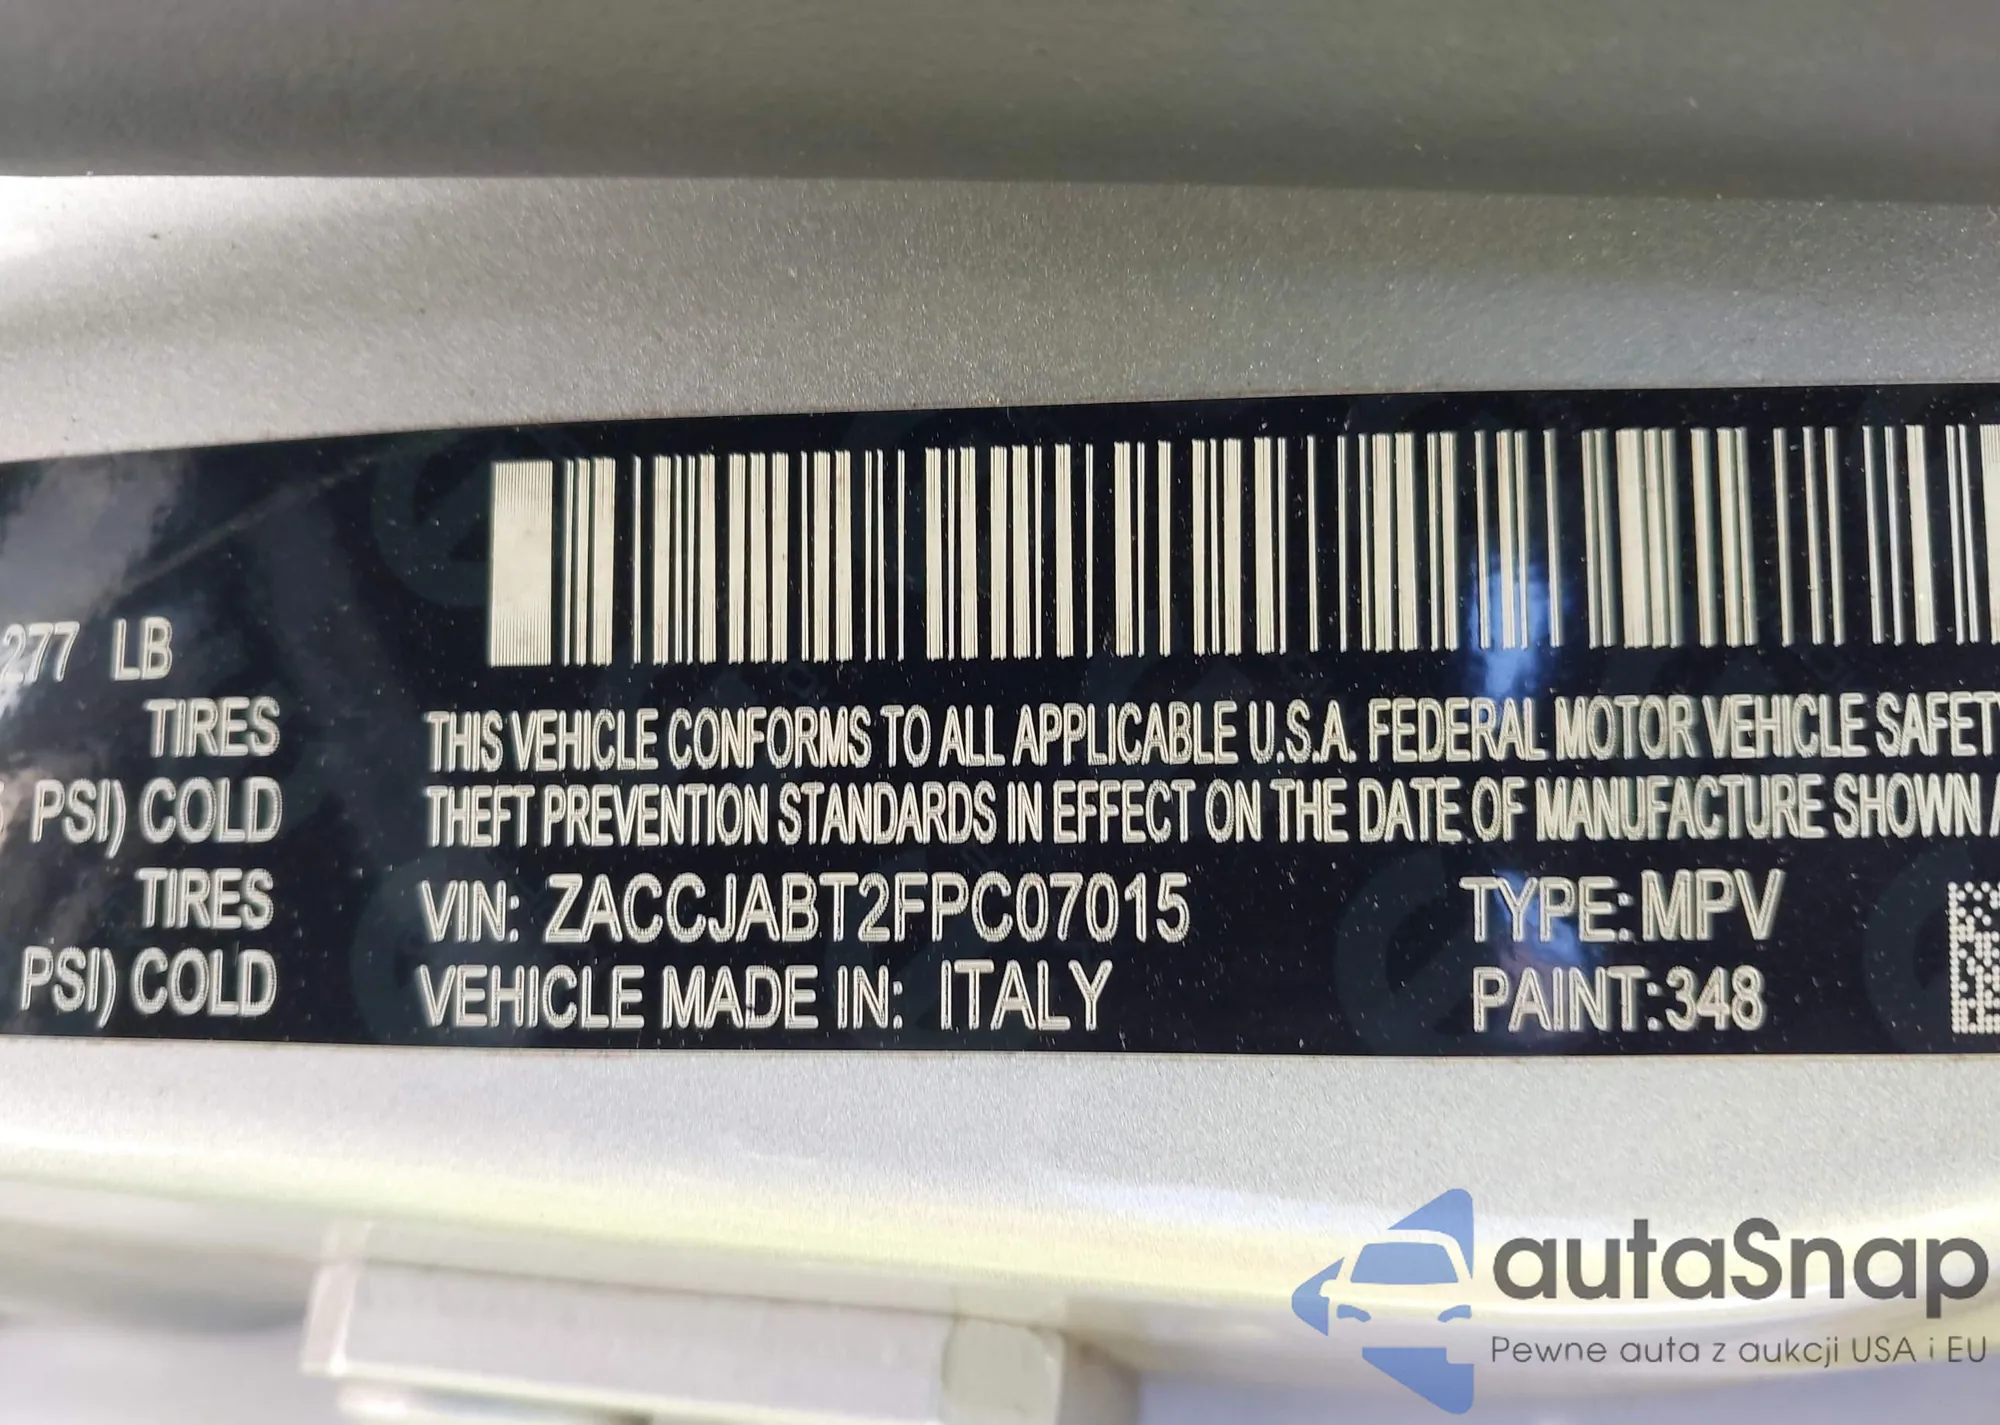 277 LB
TIRES
PSI) COLD
TIRES
PSI) COLD
THIS VEHICLE CONFORMS TO ALL APPLICABLE U.S.A. FEDERAL MOTOR VEHICLE SAFETY
THEFT PREVENTION STANDARDS IN EFFECT ON THE DATE OF MANUFACTURE SHOWN
VIN: ZACCJABT2FPC07015 TYPE: MPV
VEHICLE MADE IN: ITALY PAINT: 348
autaSnap
Pewne auta z aukcji USA i EU